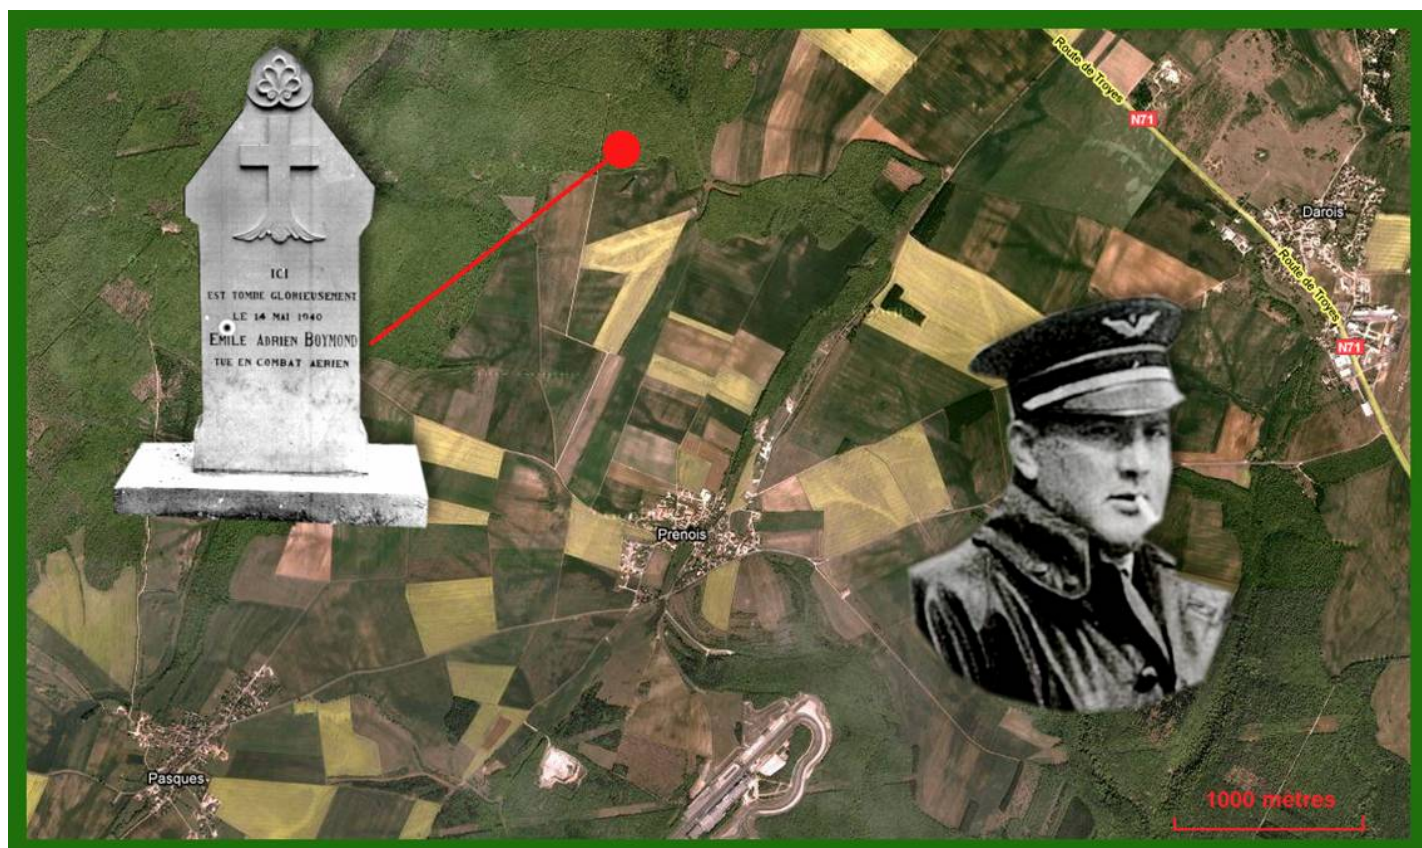 Route de Troyes
N71
ICI
EST TOMBE GLORIEUSEMENT
LE 14 MAI 1940
EMILE ADRIEN BOYMOND
TUE EN COMBAT AERIEN
Darois
Route de Troyes
N71
Prenois
Pasques
1000 mètres